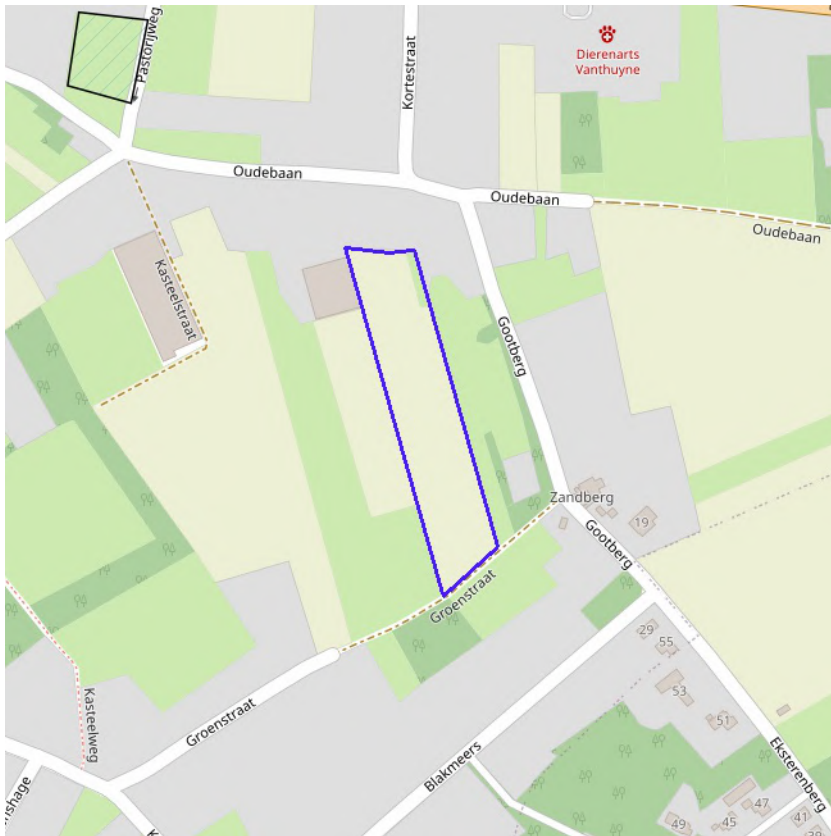 Pastorijweg
Kortestraat
Dierenarts
Vanthuyne
Oudebaan
Oudebaan
Oudebaan
Kasteelstraat
Gootberg
Zandberg
19
Gootberg
Groenstraat
29
55
53
51
Kasteelweg
Groenstraat
Blakmeers
Eksterenberg
nshage
47
45
49
41